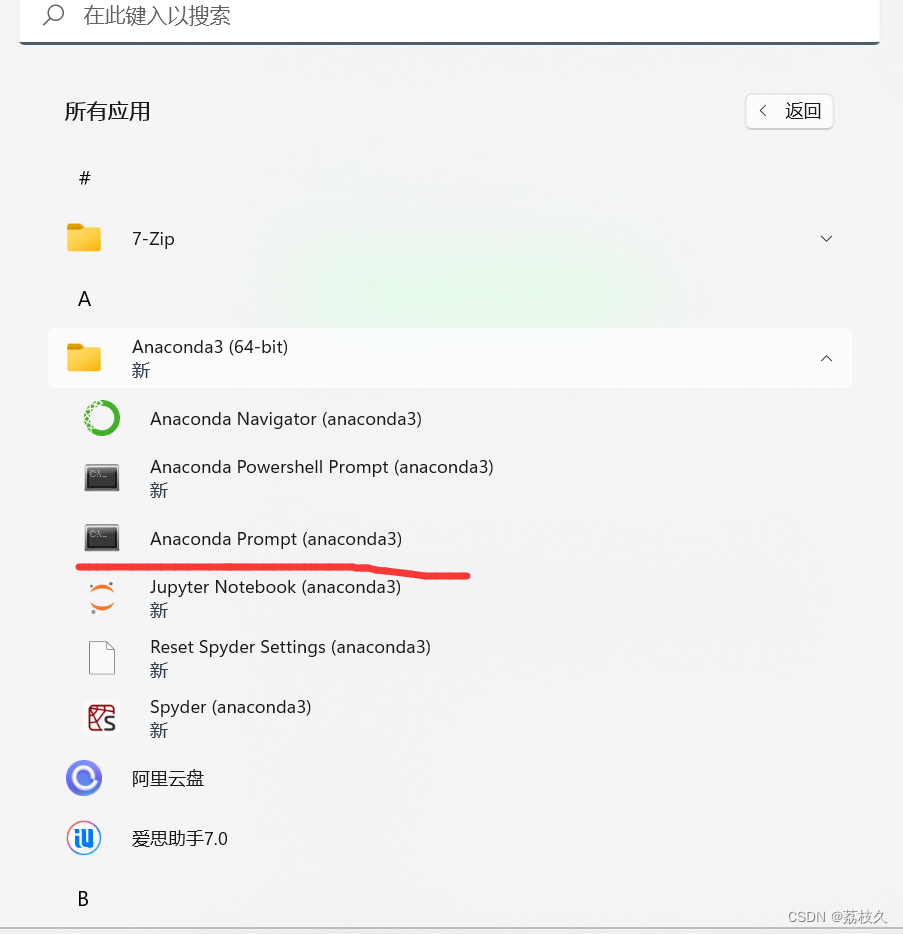 在此键入以搜索
所有应用
返回
#
7-Zip
A
Anaconda3 (64-bit)
新
Anaconda Navigator (anaconda3)
Anaconda Powershell Prompt (anaconda3)
新
Anaconda Prompt (anaconda3)
Jupyter Notebook (anaconda3)
新
Reset Spyder Settings (anaconda3)
新
Spyder (anaconda3)
新
阿里云盘
爱思助手7.0
B
CSDN @荔枝久